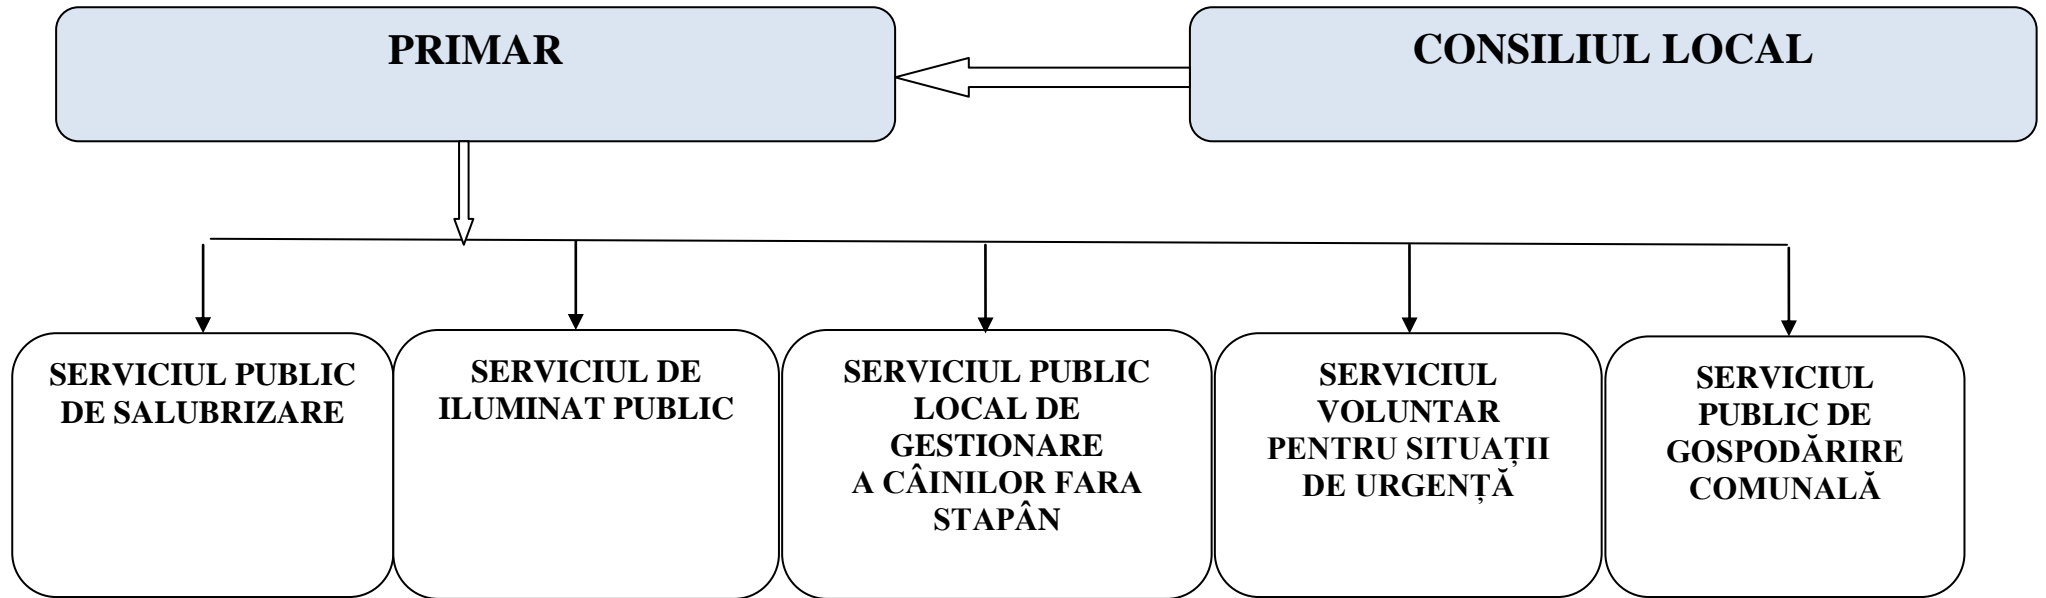 PRIMAR
CONSILIUL LOCAL
SERVICIUL PUBLIC
DE SALUBRIZARE
SERVICIUL DE
ILUMINAT PUBLIC
SERVICIUL PUBLIC
LOCAL DE
GESTIONARE
A CÂINILOR FARA
STAPÂN
SERVICIUL
VOLUNTAR
PENTRU SITUAȚII
DE URGENȚĂ
SERVICIUL
PUBLIC DE
GOSPODĂRIRE
COMUNALĂ